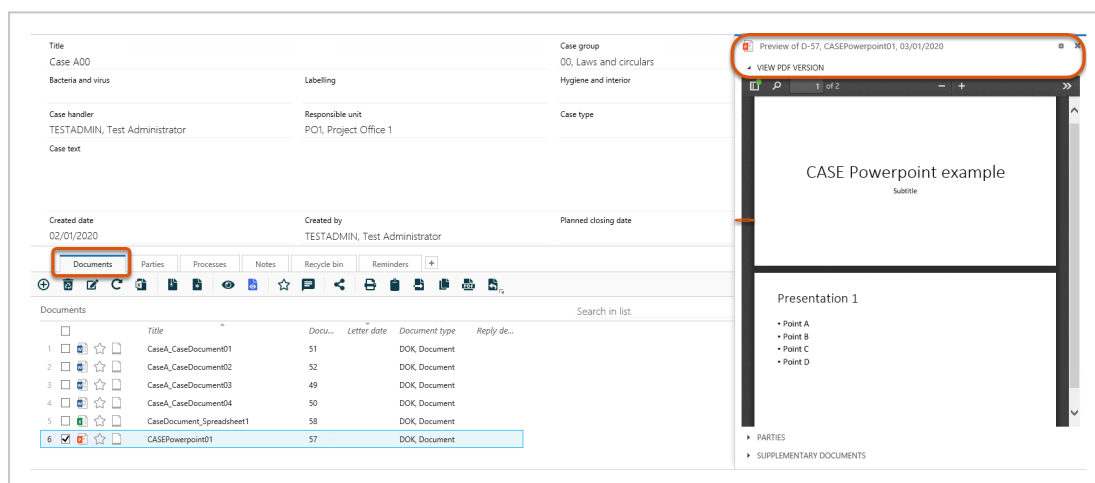 Title
Case A00
Case group
00, Laws and circulars
Bacteria and virus
Labelling
Hygiene and interior
Case handler
TESTADMIN, Test Administrator
Responsible unit
PO1, Project Office 1
Case type
Case text
Created date
02/01/2020
Created by
TESTADMIN, Test Administrator
Planned closing date
Documents Parties Processes Notes Recycle bin Reminders +
Documents
Search in list
Title Docu... Letter date Document type Reply de...
1 CaseA_CaseDocument01 51 DOK, Document
2 CaseA_CaseDocument02 52 DOK, Document
3 CaseA_CaseDocument03 49 DOK, Document
4 CaseA_CaseDocument04 50 DOK, Document
5 CaseDocument_Spreadsheet1 58 DOK, Document
6 CASEPowerpoint01 57 DOK, Document
Preview of D-57, CASEPowerpoint01, 03/01/2020
VIEW PDF VERSION
1 of 2
CASE Powerpoint example
Subtitle
Presentation 1
• Point A
• Point B
• Point C
• Point D
PARTIES
SUPPLEMENTARY DOCUMENTS